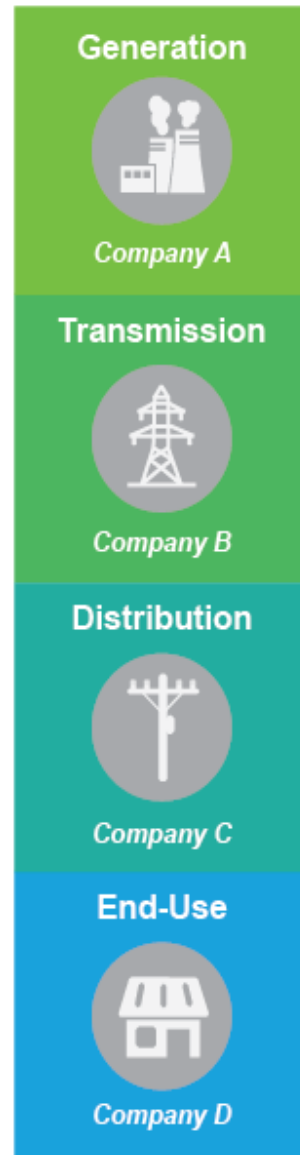 Generation
Company A
Transmission
Company B
Distribution
Company C
End-Use
Company D